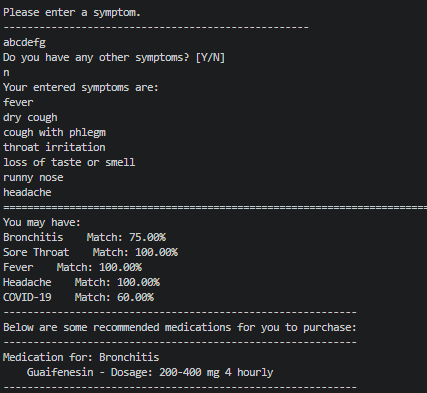 Please enter a symptom.
---------------------------------------------------
abcdefg
Do you have any other symptoms? [Y/N]
n
Your entered symptoms are:
fever
dry cough
cough with phlegm
throat irritation
loss of taste or smell
runny nose
headache
======================================================================
You may have:
Bronchitis    Match: 75.00%
Sore Throat    Match: 100.00%
Fever    Match: 100.00%
Headache    Match: 100.00%
COVID-19    Match: 60.00%
-----------------------------------------------------------
Below are some recommended medications for you to purchase:
-----------------------------------------------------------
Medication for: Bronchitis
    Guaifenesin - Dosage: 200-400 mg 4 hourly
-----------------------------------------------------------